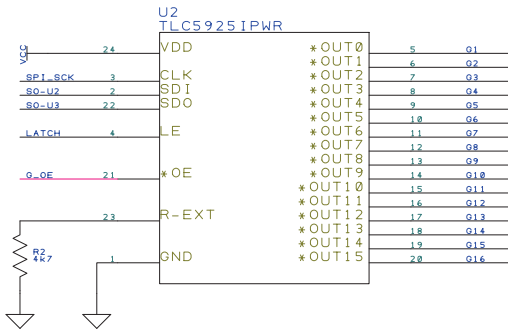 U2
TLC5925IPWR
VCC 24 VDD *OUT0 5 G1
*OUT1 6 G2
SPI_SCK 3 CLK *OUT2 7 G3
SO-U2 2 SDI *OUT3 8 G4
SO-U3 22 SDO *OUT4 9 G5
*OUT5 10 G6
LATCH 4 LE *OUT6 11 G7
*OUT7 12 G8
*OUT8 13 G9
G_OE 21 *OE *OUT9 14 G10
*OUT10 15 G11
*OUT11 16 G12
23 R-EXT *OUT12 17 G13
*OUT13 18 G14
R2 *OUT14 19 G15
4k7 1 GND *OUT15 20 G16